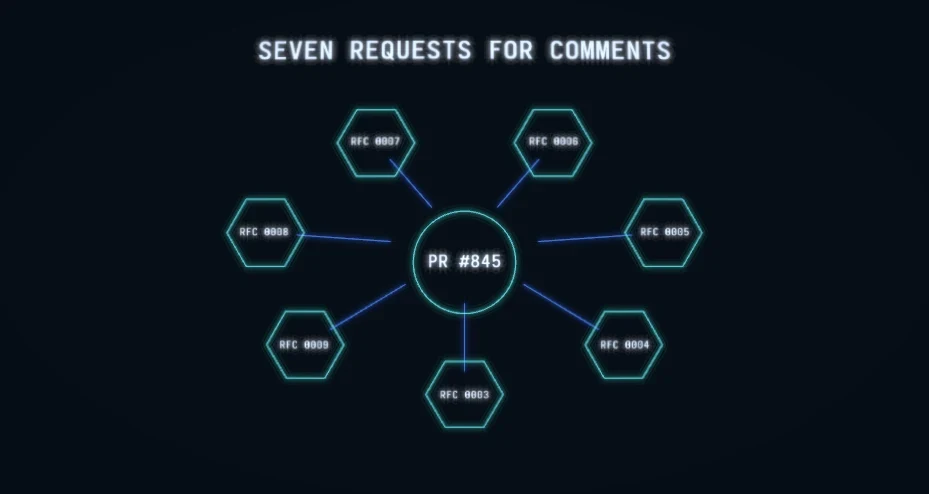 SEVEN REQUESTS FOR COMMENTS
RFC 0007
RFC 0006
RFC 0008
RFC 0005
PR #845
RFC 0009
RFC 0004
RFC 0003